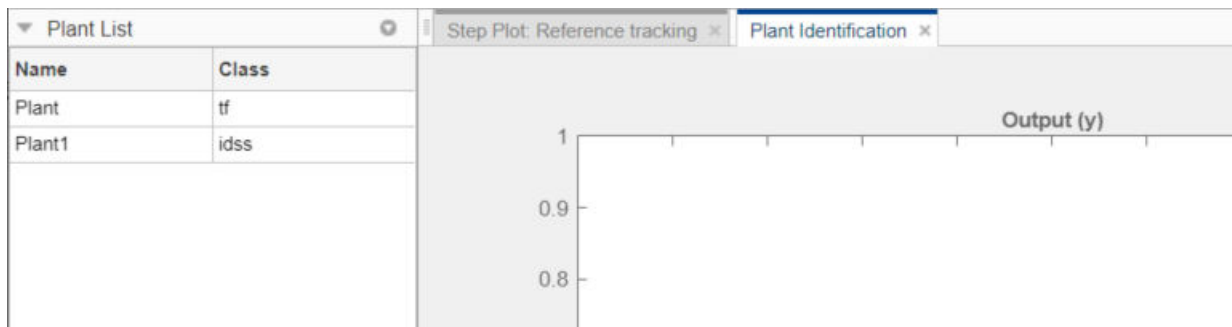 Plant List
Name Class
Plant tf
Plant1 idss
Step Plot: Reference tracking × Plant Identification ×
Output (y)
1
0.9
0.8